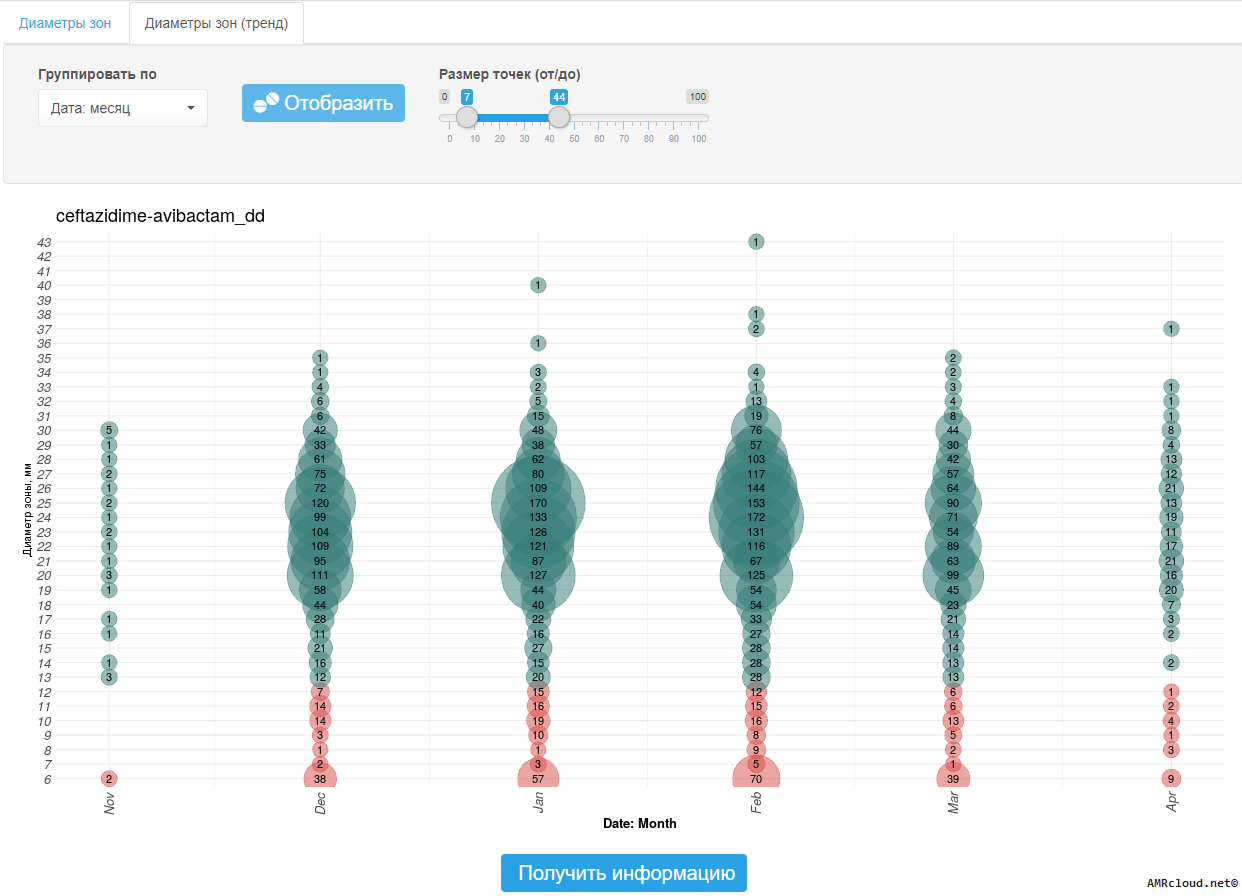 Диаметры зон Диаметры зон (тренд)
Группировать по Размер точек (от/до)
Дата: месяц Отобразить 0 7 44 100
0 10 20 30 40 50 60 70 80 90 100
ceftazidime-avibactam_dd
43 1
42
41
40 1
39
38 1
37 2 1
36 1
35 1 2
34 1 3 4 2
33 4 2 1 3 1
32 6 5 13 4 1
31 6 15 19 8 1
30 5 42 48 76 44 8
29 1 33 38 57 30 4
28 1 61 62 103 42 13
27 2 75 80 117 57 12
26 1 72 109 144 64 21
25 2 120 170 153 90 13
24 1 99 133 172 71 19
23 2 104 126 131 54 11
22 1 109 121 116 89 17
21 1 95 87 67 63 21
20 3 111 127 125 99 16
19 1 58 44 54 45 20
18 44 40 54 23 7
17 1 28 22 33 21 3
16 1 11 16 27 14 2
15 21 27 28 14
14 1 16 15 28 13 2
13 3 12 20 28 13
12 7 15 12 6 1
11 14 16 15 6 2
10 14 19 16 13 4
9 3 10 8 5 1
8 1 1 9 2 3
7 2 3 5 1
6 2 38 57 70 39 9
Диаметр зоны, мм
Nov Dec Jan Feb Mar Apr
Date: Month
Получить информацию
AMRcloud.net©